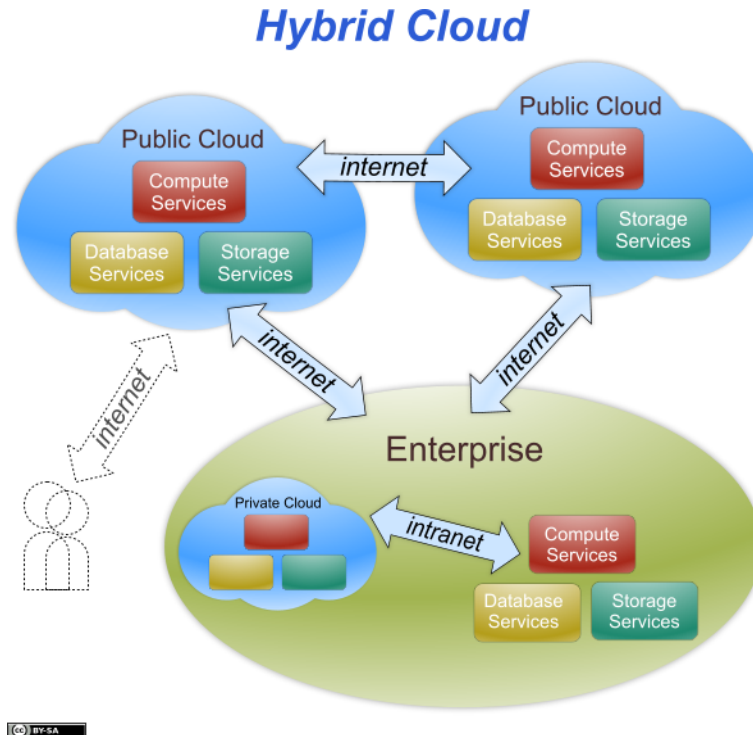 Hybrid Cloud
Public Cloud
Compute
Services
Database
Services
Storage
Services
internet
Public Cloud
Compute
Services
Database
Services
Storage
Services
internet
internet
internet
Enterprise
Private Cloud
intranet
Compute
Services
Database
Services
Storage
Services
(cc) BY-SA